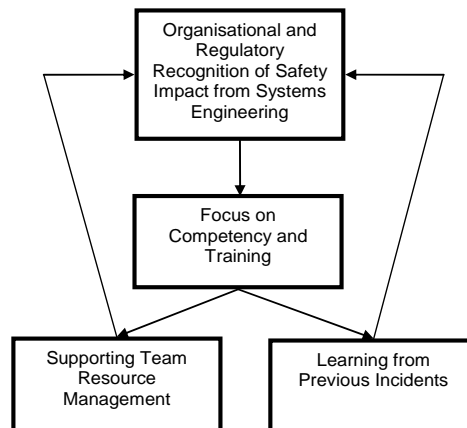 Organisational and
Regulatory
Recognition of Safety
Impact from Systems
Engineering
Focus on
Competency and
Training
Supporting Team
Resource
Management
Learning from
Previous Incidents